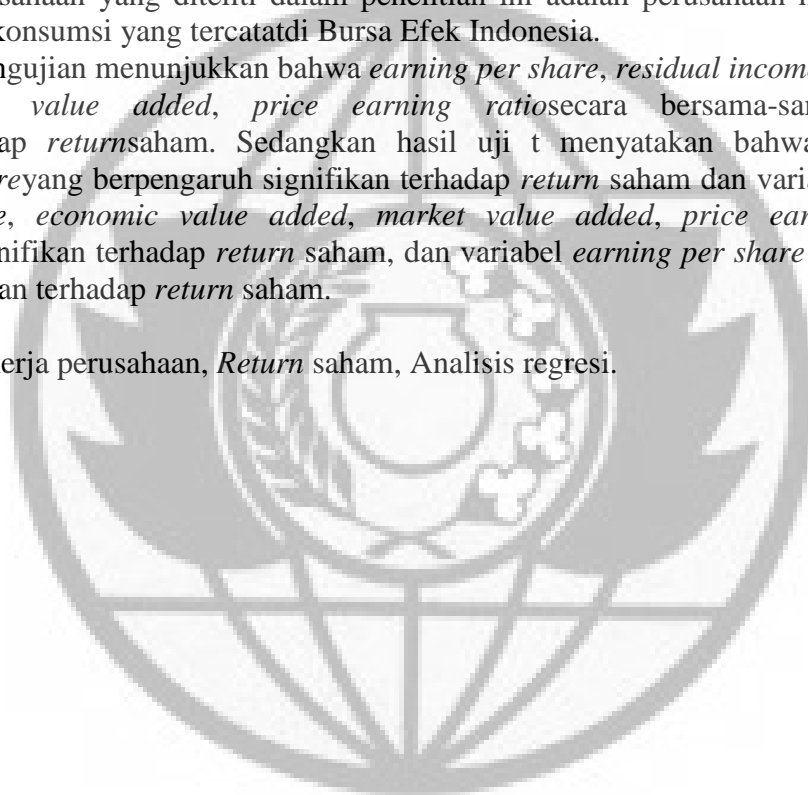 sahaan yang diteliti dalam penelitian ini adalah perusahaan
konsumsi yang tercatatdi Bursa Efek Indonesia.
ngujian menunjukkan bahwa earning per share, residual income
value added, price earning ratiosecara bersama-sa
ap returnsaham. Sedangkan hasil uji t menyatakan bahwa
reyang berpengaruh signifikan terhadap return saham dan varia
e, economic value added, market value added, price ear
nifikan terhadap return saham, dan variabel earning per share
an terhadap return saham.
erja perusahaan, Return saham, Analisis regresi.